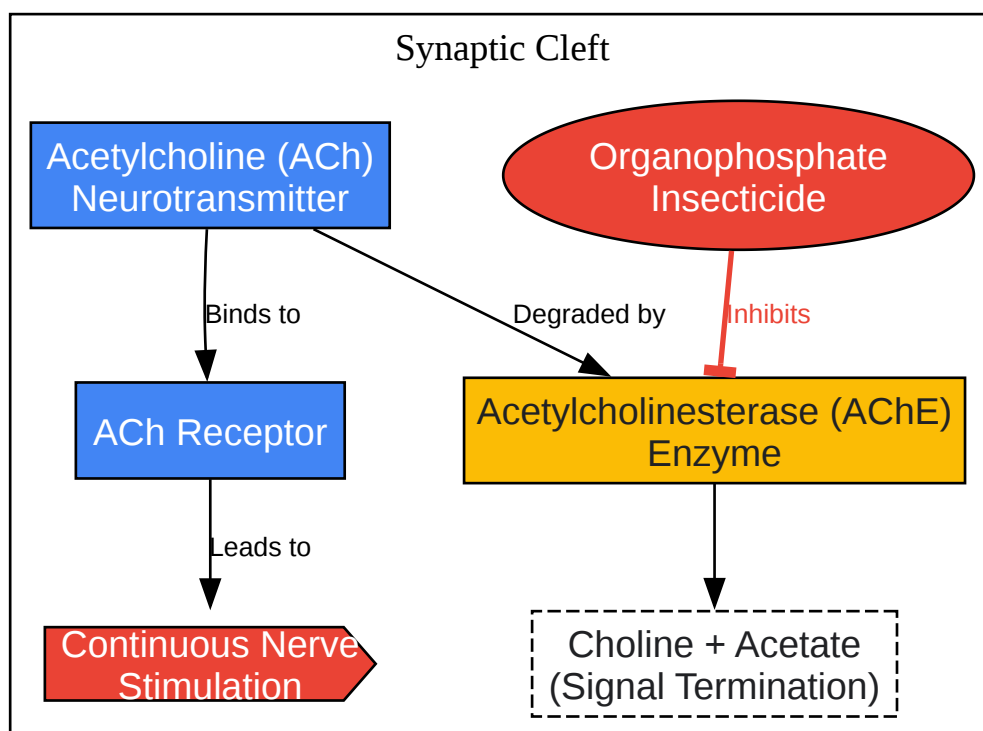 Synaptic Cleft
Acetylcholine (ACh)
Neurotransmitter
Organophosphate
Insecticide
Binds to
Degraded by
Inhibits
ACh Receptor
Acetylcholinesterase (AChE)
Enzyme
Leads to
Continuous Nerve
Stimulation
Choline + Acetate
(Signal Termination)